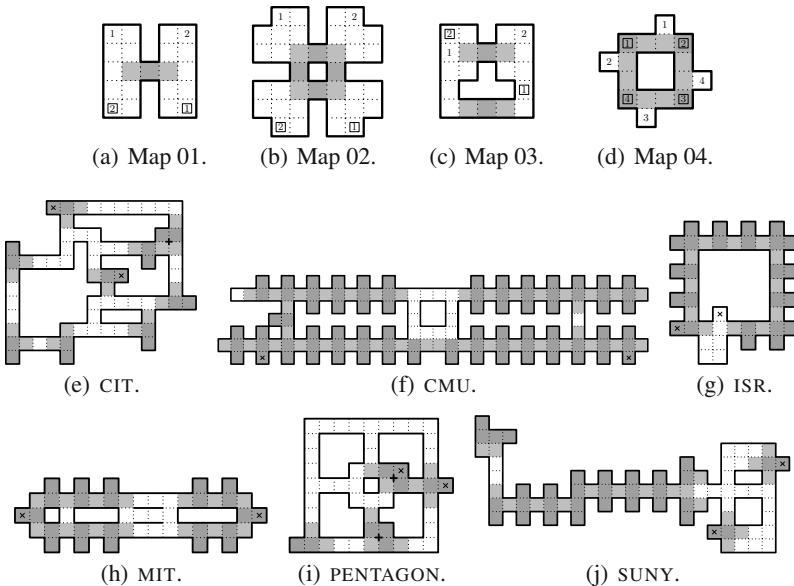 1 2
2 1
(a) Map 01.
1 2
2 1
(b) Map 02.
2 2
1
1
(c) Map 03.
1
1 2
2
4
4 3
3
(d) Map 04.
×
+
×
(e) CIT.
× ×
(f) CMU.
×
×
(g) ISR.
× ×
(h) MIT.
×
+
×
+
(i) PENTAGON.
×
×
(j) SUNY.